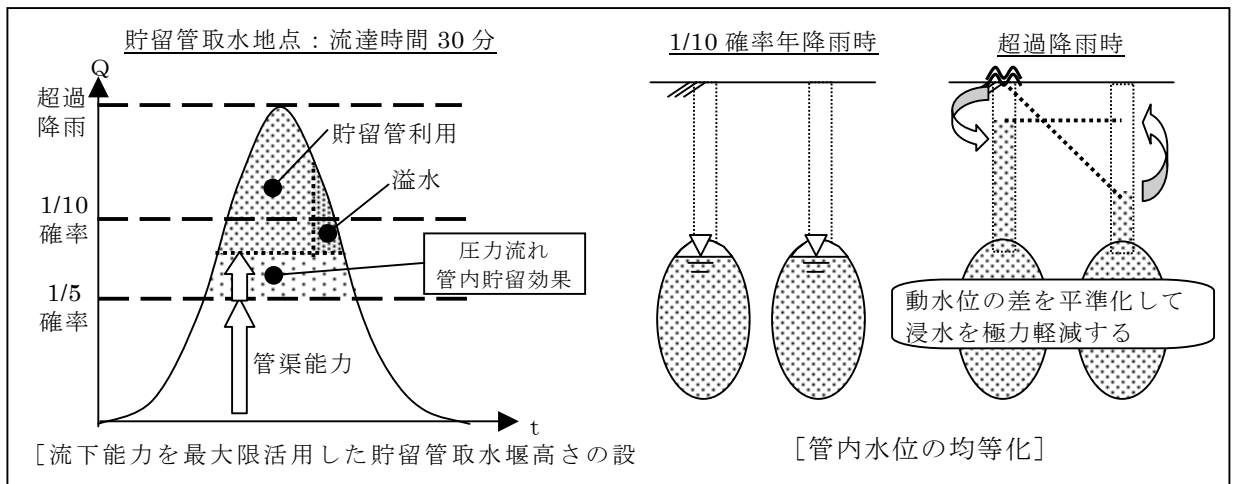 貯留管取水地点：流達時間 30 分
Q
超過
降雨
貯留管利用
溢水
1/10
確率
圧力流れ
管内貯留効果
1/5
確率
管渠能力
t
［流下能力を最大限活用した貯留管取水堰高さの設
1/10 確率年降雨時
超過降雨時
動水位の差を平準化して
浸水を極力軽減する
［管内水位の均等化］